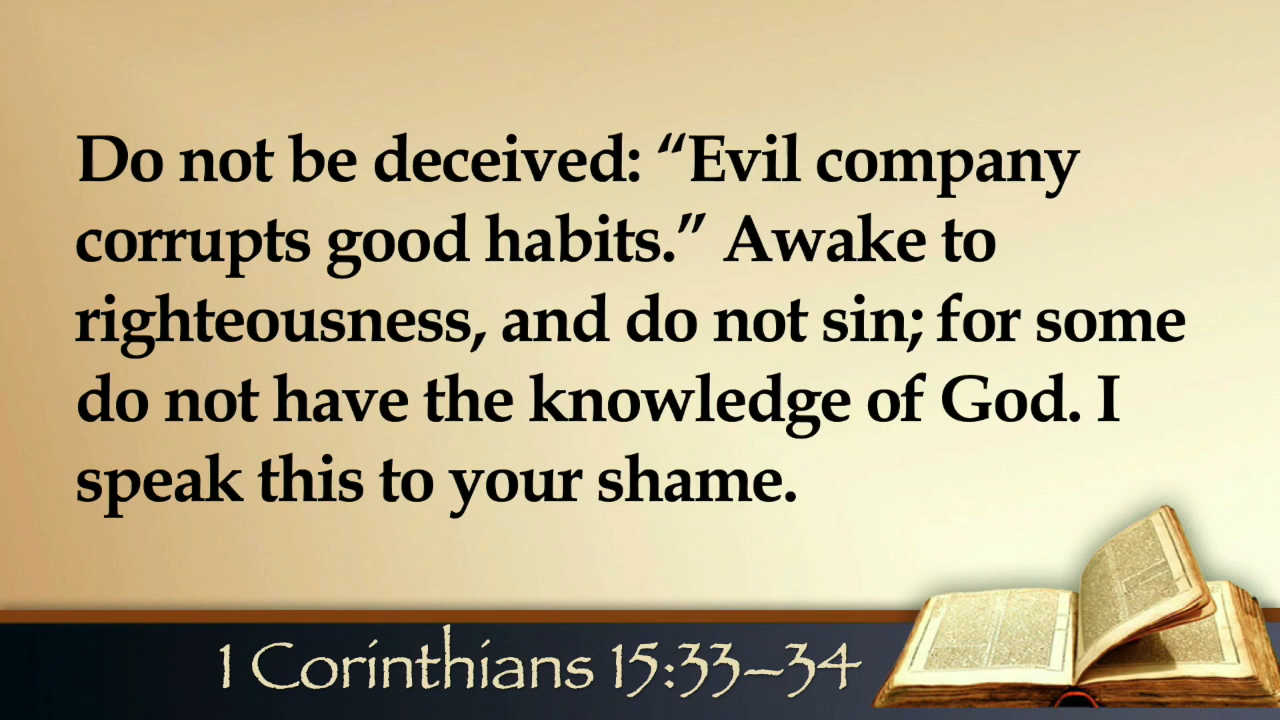 Do not be deceived: “Evil company
corrupts good habits.” Awake to
righteousness, and do not sin; for some
do not have the knowledge of God. I
speak this to your shame.
1 Corinthians 15:33–34